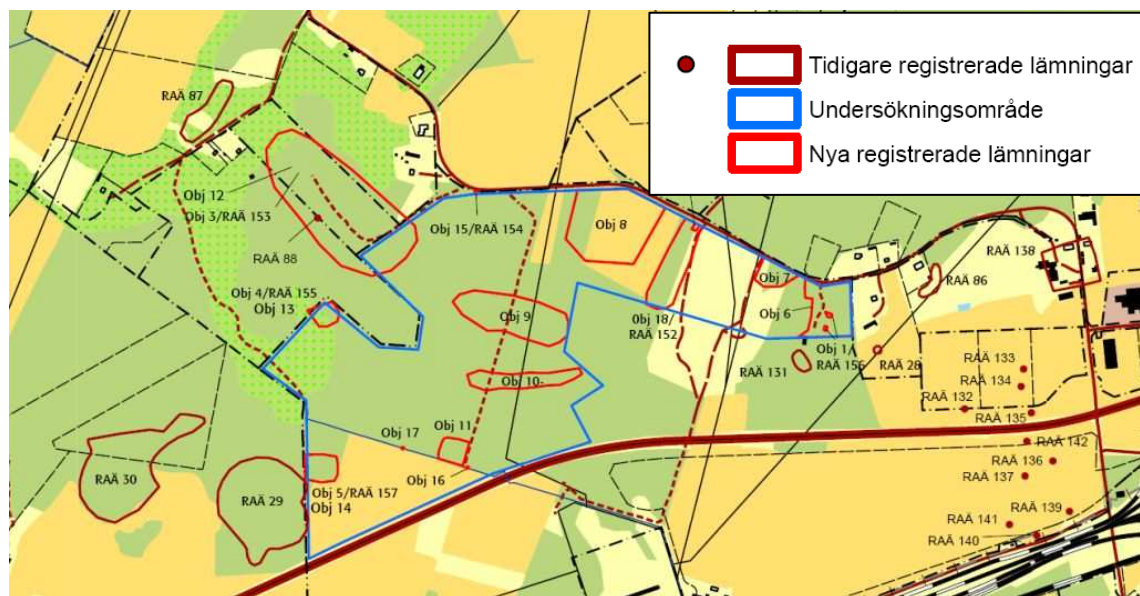 Tidigare registrerade lämningar
Undersökningsområde
Nya registrerade lämningar
RAÄ 87
Obj 12
Obj 3/RAÄ 153
RAÄ 88
Obj 15/RAÄ 154
Obj 8
RAÄ 138
RAÄ 86
Obj 7
Obj 4/RAÄ 155
Obj 13
Obj 9
Obj 6
Obj 18/
RAÄ 152
Obj 1/
RAÄ 156
RAÄ 28
RAÄ 131
RAÄ 133
RAÄ 134
Obj 10
RAÄ 132
RAÄ 135
Obj 17
Obj 11
RAÄ 142
RAÄ 136
RAÄ 137
Obj 16
RAÄ 30
RAÄ 29
Obj 5/RAÄ 157
Obj 14
RAÄ 139
RAÄ 141
RAÄ 140